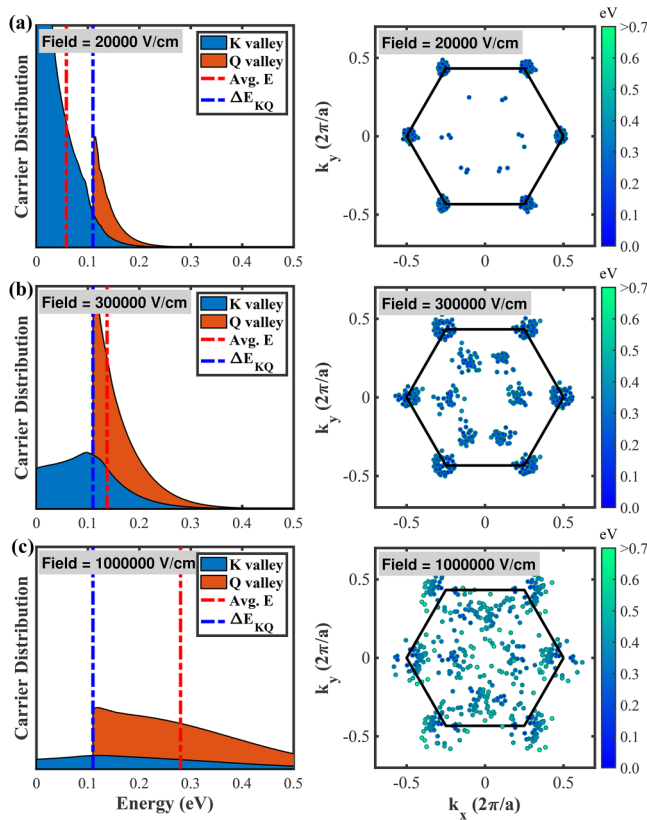 (a)
Field = 20000 V/cm
K valley
Q valley
Avg. E
ΔE_KQ
Carrier Distribution
0 0.1 0.2 0.3 0.4 0.5
Field = 20000 V/cm
k_y (2π/a)
0.5
0
-0.5
-0.5 0 0.5
eV
>0.7
0.6
0.5
0.4
0.3
0.2
0.1
0.0
(b)
Field = 300000 V/cm
K valley
Q valley
Avg. E
ΔE_KQ
Carrier Distribution
0 0.1 0.2 0.3 0.4 0.5
Field = 300000 V/cm
k_y (2π/a)
0.5
0
-0.5
-0.5 0 0.5
eV
>0.7
0.6
0.5
0.4
0.3
0.2
0.1
0.0
(c)
Field = 1000000 V/cm
K valley
Q valley
Avg. E
ΔE_KQ
Carrier Distribution
0 0.1 0.2 0.3 0.4 0.5
Energy (eV)
Field = 1000000 V/cm
k_y (2π/a)
0.5
0
-0.5
-0.5 0 0.5
k_x (2π/a)
eV
>0.7
0.6
0.5
0.4
0.3
0.2
0.1
0.0